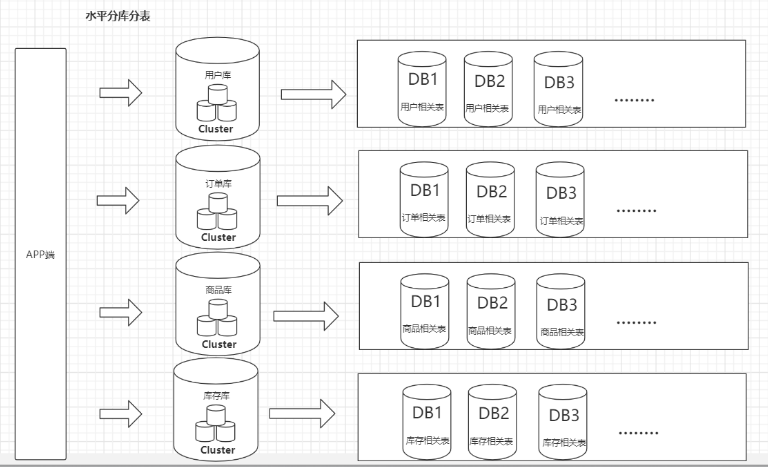 水平分库分表
APP端
用户库
Cluster
DB1 DB2 DB3
用户相关表 用户相关表 用户相关表
........
订单库
Cluster
DB1 DB2 DB3
订单相关表 订单相关表 订单相关表
........
商品库
Cluster
DB1 DB2 DB3
商品相关表 商品相关表 商品相关表
........
库存库
Cluster
DB1 DB2 DB3
库存相关表 库存相关表 库存相关表
........